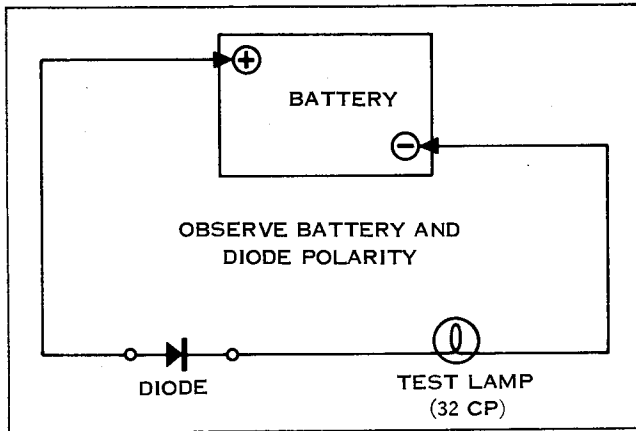 +
BATTERY
−
OBSERVE BATTERY AND
DIODE POLARITY
DIODE
TEST LAMP
(32 CP)